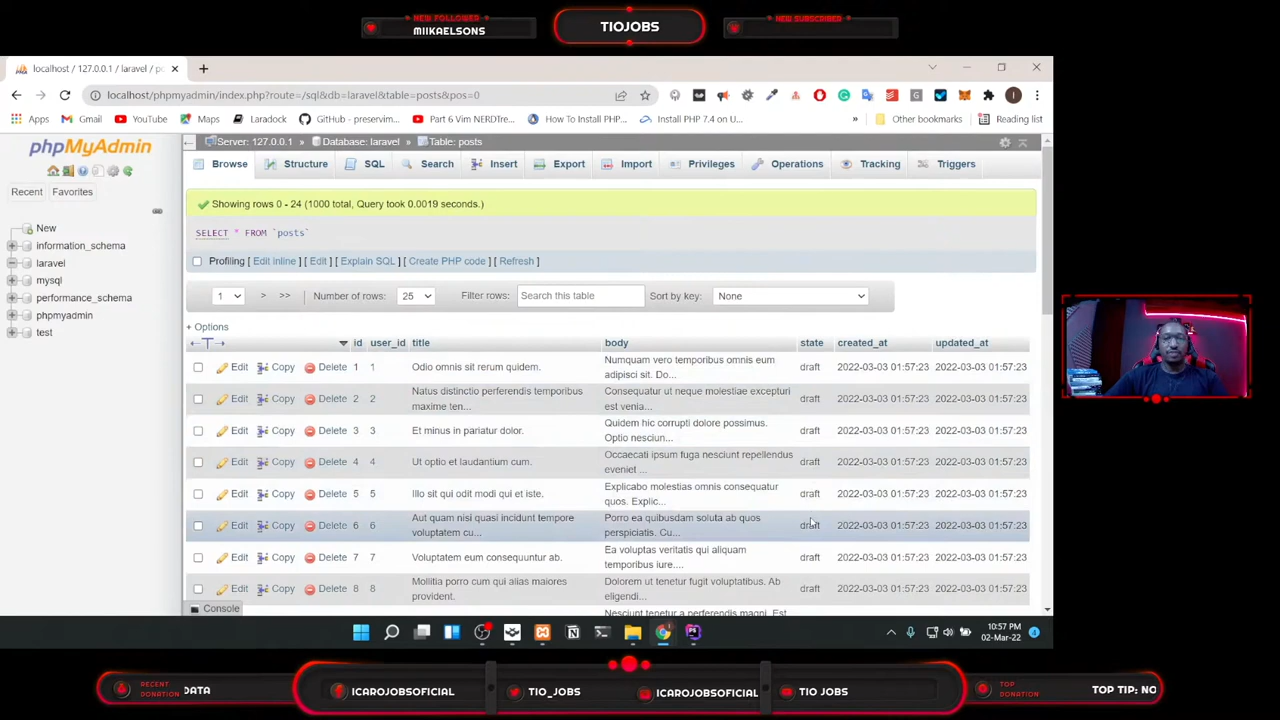 NEW FOLLOWER
MIIKAELSONS
TIOJOBS
NEW SUBSCRIBER
localhost / 127.0.0.1 / laravel / po
localhost/phpmyadmin/index.php?route=/sql&db=laravel&table=posts&pos=0
Apps Gmail YouTube Maps Laradock GitHub - preservim... Part 6 Vim NERDTre... How To Install PHP... Install PHP 7.4 on U... » Other bookmarks Reading list
phpMyAdmin
Recent Favorites
New
information_schema
laravel
mysql
performance_schema
phpmyadmin
test
Server: 127.0.0.1 » Database: laravel » Table: posts
Browse Structure SQL Search Insert Export Import Privileges Operations Tracking Triggers
Showing rows 0 - 24 (1000 total, Query took 0.0019 seconds.)
SELECT * FROM `posts`
Profiling [ Edit inline ] [ Edit ] [ Explain SQL ] [ Create PHP code ] [ Refresh ]
1 > >> Number of rows: 25 Filter rows: Search this table Sort by key: None
+ Options
←T→ id user_id title body state created_at updated_at
Edit Copy Delete 1 1 Odio omnis sit rerum quidem. Numquam vero temporibus omnis eum adipisci sit. Do... draft 2022-03-03 01:57:23 2022-03-03 01:57:23
Edit Copy Delete 2 2 Natus distinctio perferendis temporibus maxime ten... Consequatur ut neque molestiae excepturi est venia... draft 2022-03-03 01:57:23 2022-03-03 01:57:23
Edit Copy Delete 3 3 Et minus in pariatur dolor. Quidem hic corrupti dolore possimus. Optio nesciun... draft 2022-03-03 01:57:23 2022-03-03 01:57:23
Edit Copy Delete 4 4 Ut optio et laudantium cum. Occaecati ipsum fuga nesciunt repellendus eveniet ... draft 2022-03-03 01:57:23 2022-03-03 01:57:23
Edit Copy Delete 5 5 Illo sit qui odit modi qui et iste. Explicabo molestias omnis consequatur quos. Explic... draft 2022-03-03 01:57:23 2022-03-03 01:57:23
Edit Copy Delete 6 6 Aut quam nisi quasi incidunt tempore voluptatem cu... Porro ea quibusdam soluta ab quos perspiciatis. Cu... draft 2022-03-03 01:57:23 2022-03-03 01:57:23
Edit Copy Delete 7 7 Voluptatem eum consequuntur ab. Ea voluptas veritatis qui aliquam temporibus iure.... draft 2022-03-03 01:57:23 2022-03-03 01:57:23
Edit Copy Delete 8 8 Mollitia porro cum qui alias maiores provident. Dolorem ut tenetur fugit voluptatibus. Ab eligendi... draft 2022-03-03 01:57:23 2022-03-03 01:57:23
Nesciunt tenetur a perferendis magni. Est
Console
10:57 PM
02-Mar-22
4
RECENT DONATION
DATA
ICAROJOBSOFICIAL
TIO_JOBS
ICAROJOBSOFICIAL
TIO JOBS
TOP DONATION
TOP TIP: NO